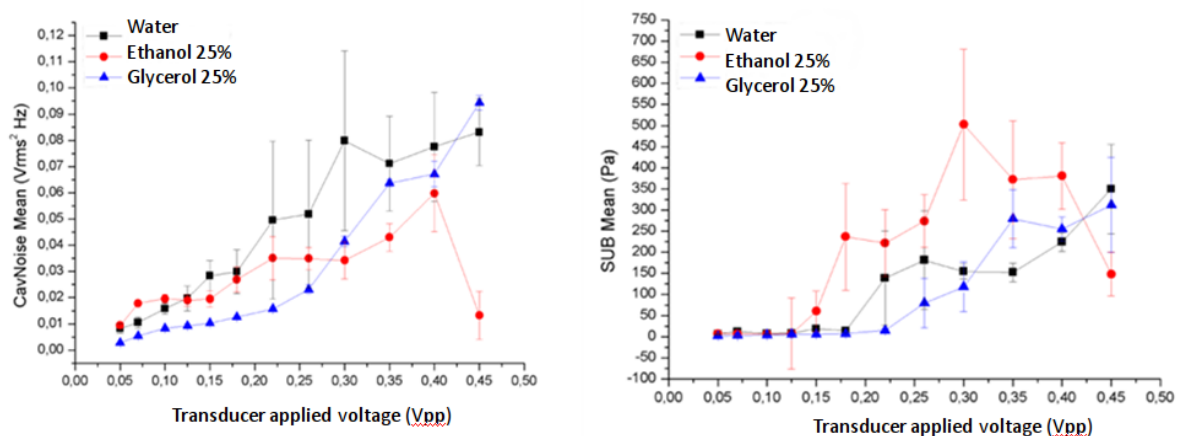 Water
Ethanol 25%
Glycerol 25%
CavNoise Mean (Vrms² Hz)
0,12
0,11
0,10
0,09
0,08
0,07
0,06
0,05
0,04
0,03
0,02
0,01
0,00
0,00 0,05 0,10 0,15 0,20 0,25 0,30 0,35 0,40 0,45 0,50
Transducer applied voltage (Vpp)
Water
Ethanol 25%
Glycerol 25%
SUB Mean (Pa)
750
700
650
600
550
500
450
400
350
300
250
200
150
100
50
0
-50
-100
0,00 0,05 0,10 0,15 0,20 0,25 0,30 0,35 0,40 0,45 0,50
Transducer applied voltage (Vpp)